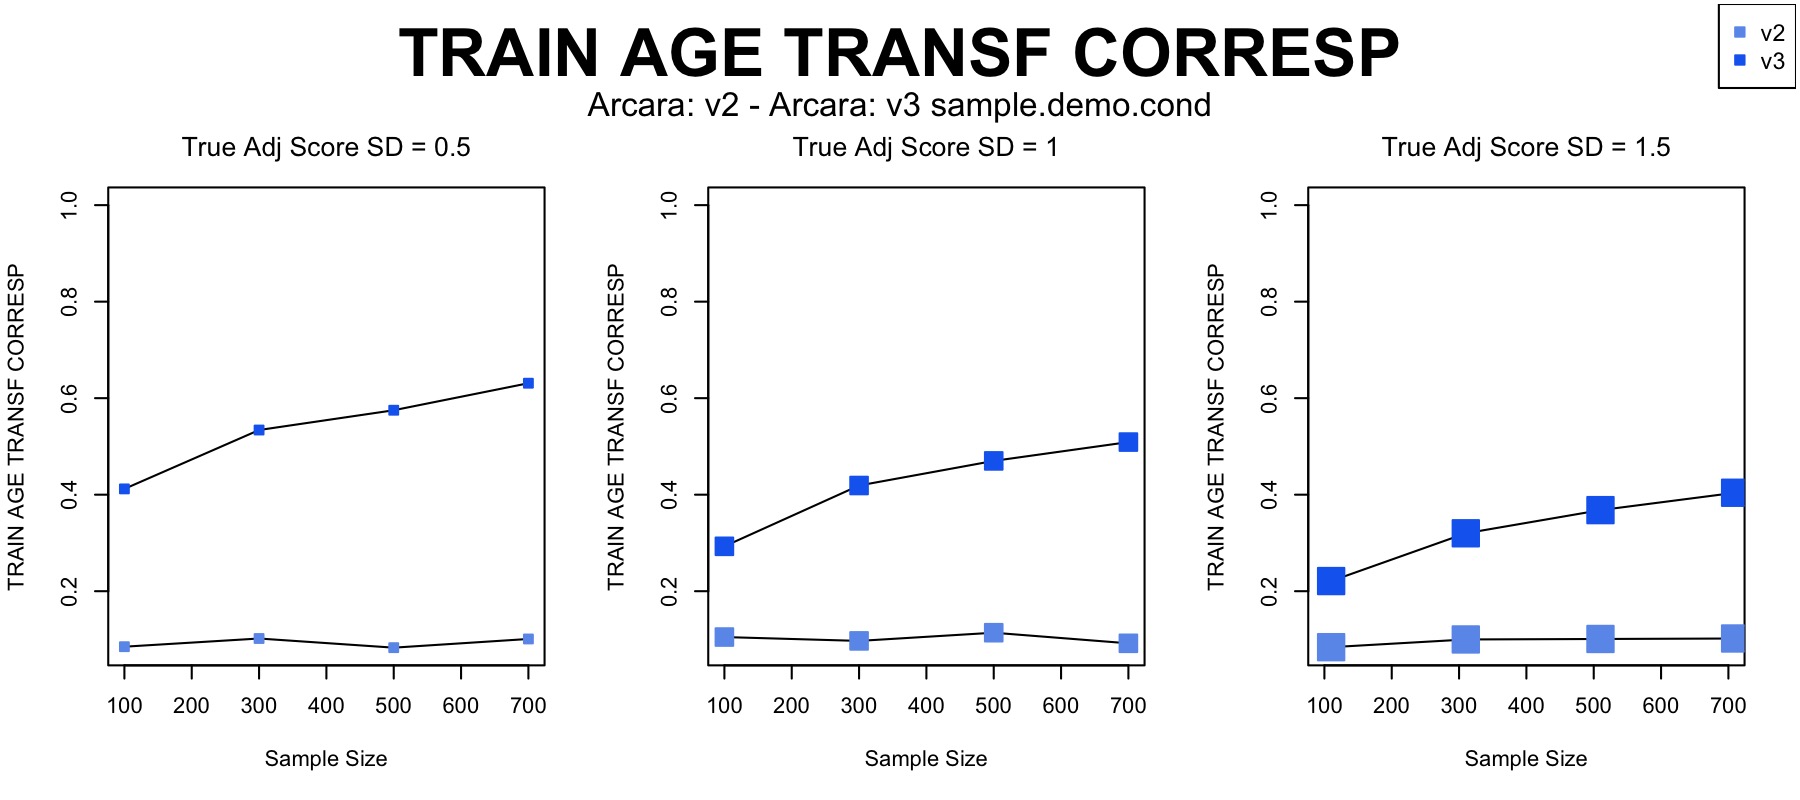 TRAIN AGE TRANSF CORRESP
Arcara: v2 - Arcara: v3 sample.demo.cond
v2
v3
True Adj Score SD = 0.5
TRAIN AGE TRANSF CORRESP
1.0
0.8
0.6
0.4
0.2
100 200 300 400 500 600 700
Sample Size
True Adj Score SD = 1
TRAIN AGE TRANSF CORRESP
1.0
0.8
0.6
0.4
0.2
100 200 300 400 500 600 700
Sample Size
True Adj Score SD = 1.5
TRAIN AGE TRANSF CORRESP
1.0
0.8
0.6
0.4
0.2
100 200 300 400 500 600 700
Sample Size